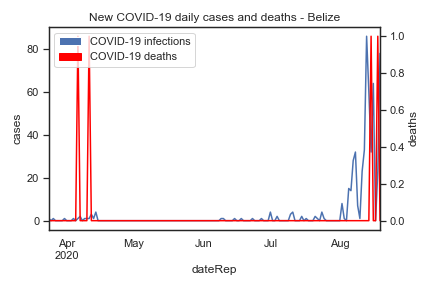 New COVID-19 daily cases and deaths - Belize
COVID-19 infections
COVID-19 deaths
cases
80
60
40
20
0
deaths
1.0
0.8
0.6
0.4
0.2
0.0
Apr
2020
May
Jun
Jul
Aug
dateRep